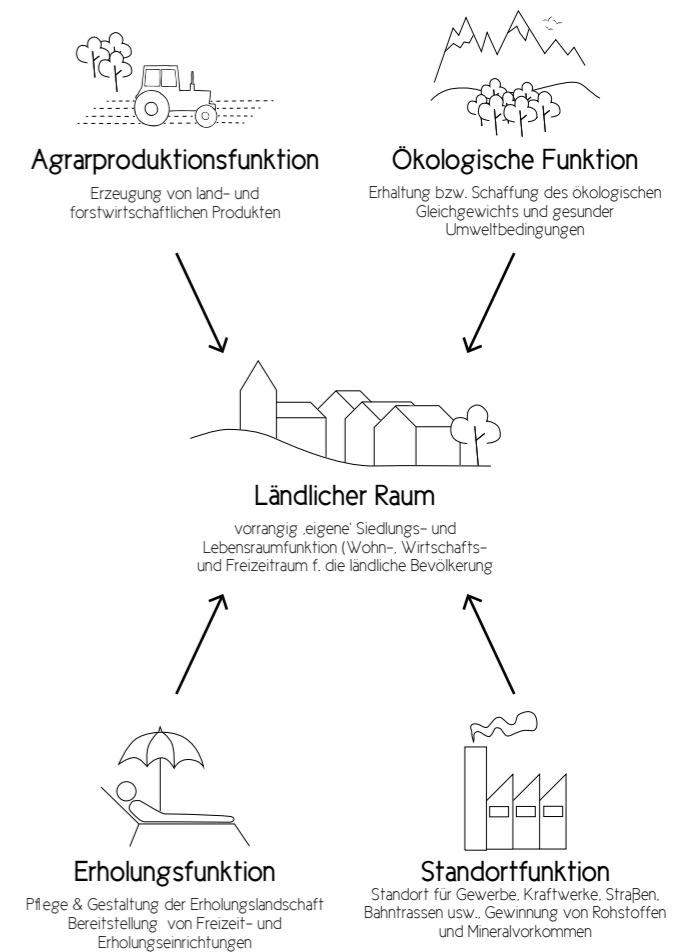 Agrarproduktionsfunktion
Erzeugung von land- und
forstwirtschaftlichen Produkten
Ökologische Funktion
Erhaltung bzw. Schaffung des ökologischen
Gleichgewichts und gesunder
Umweltbedingungen
Ländlicher Raum
vorrangig ‚eigene‘ Siedlungs- und
Lebensraumfunktion (Wohn-, Wirtschafts-
und Freizeitraum f. die ländliche Bevölkerung
Erholungsfunktion
Pflege & Gestaltung der Erholungslandschaft
Bereitstellung von Freizeit- und
Erholungseinrichtungen
Standortfunktion
Standort für Gewerbe, Kraftwerke, Straßen,
Bahntrassen usw., Gewinnung von Rohstoffen
und Mineralvorkommen